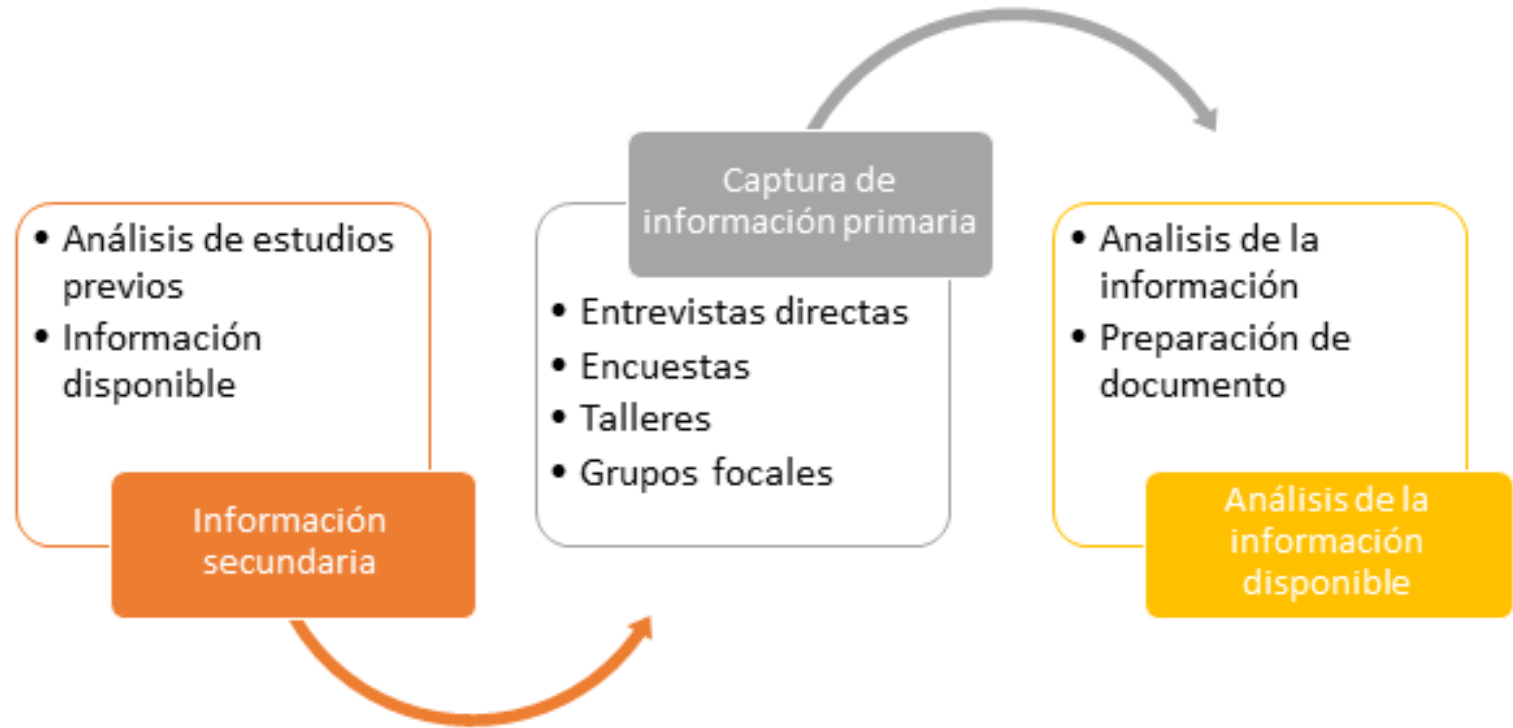 • Análisis de estudios
previos
• Información
disponible
Información
secundaria
Captura de
información primaria
• Entrevistas directas
• Encuestas
• Talleres
• Grupos focales
• Analisis de la
información
• Preparación de
documento
Análisis de la
información
disponible